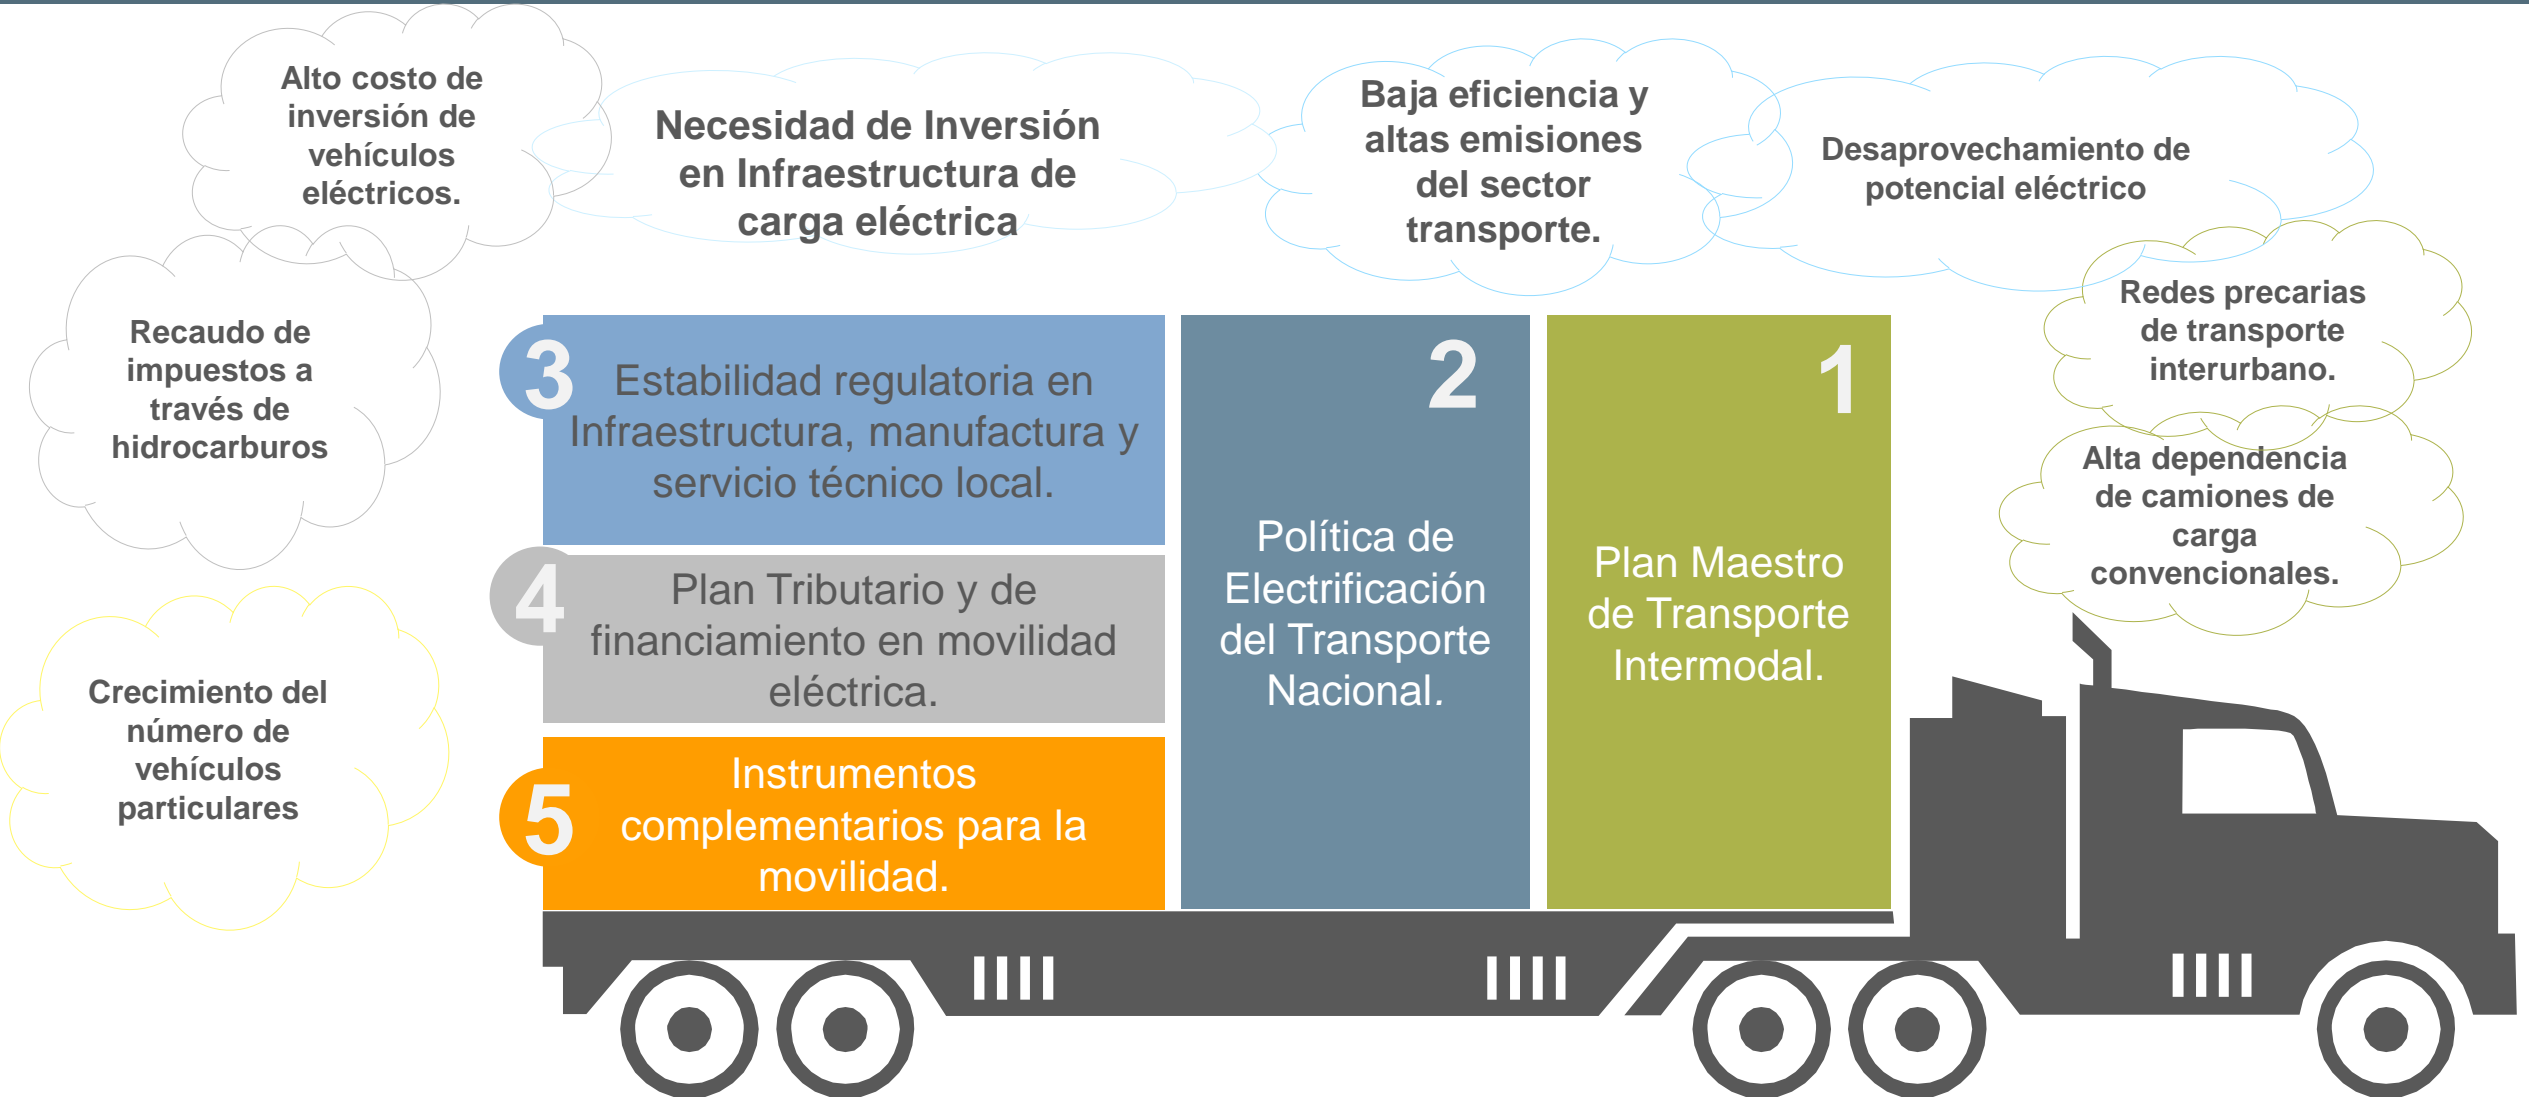 Alto costo de
inversión de
vehículos
eléctricos.
Necesidad de Inversión
en Infraestructura de
carga eléctrica
Baja eficiencia y
altas emisiones
del sector
transporte.
Desaprovechamiento de
potencial eléctrico
Redes precarias
de transporte
interurbano.
Alta dependencia
de camiones de
carga
convencionales.
Recaudo de
impuestos a
través de
hidrocarburos
Crecimiento del
número de
vehículos
particulares
3
Estabilidad regulatoria en
Infraestructura, manufactura y
servicio técnico local.
4
Plan Tributario y de
financiamiento en movilidad
eléctrica.
5
Instrumentos
complementarios para la
movilidad.
2
Política de
Electrificación
del Transporte
Nacional.
1
Plan Maestro
de Transporte
Intermodal.